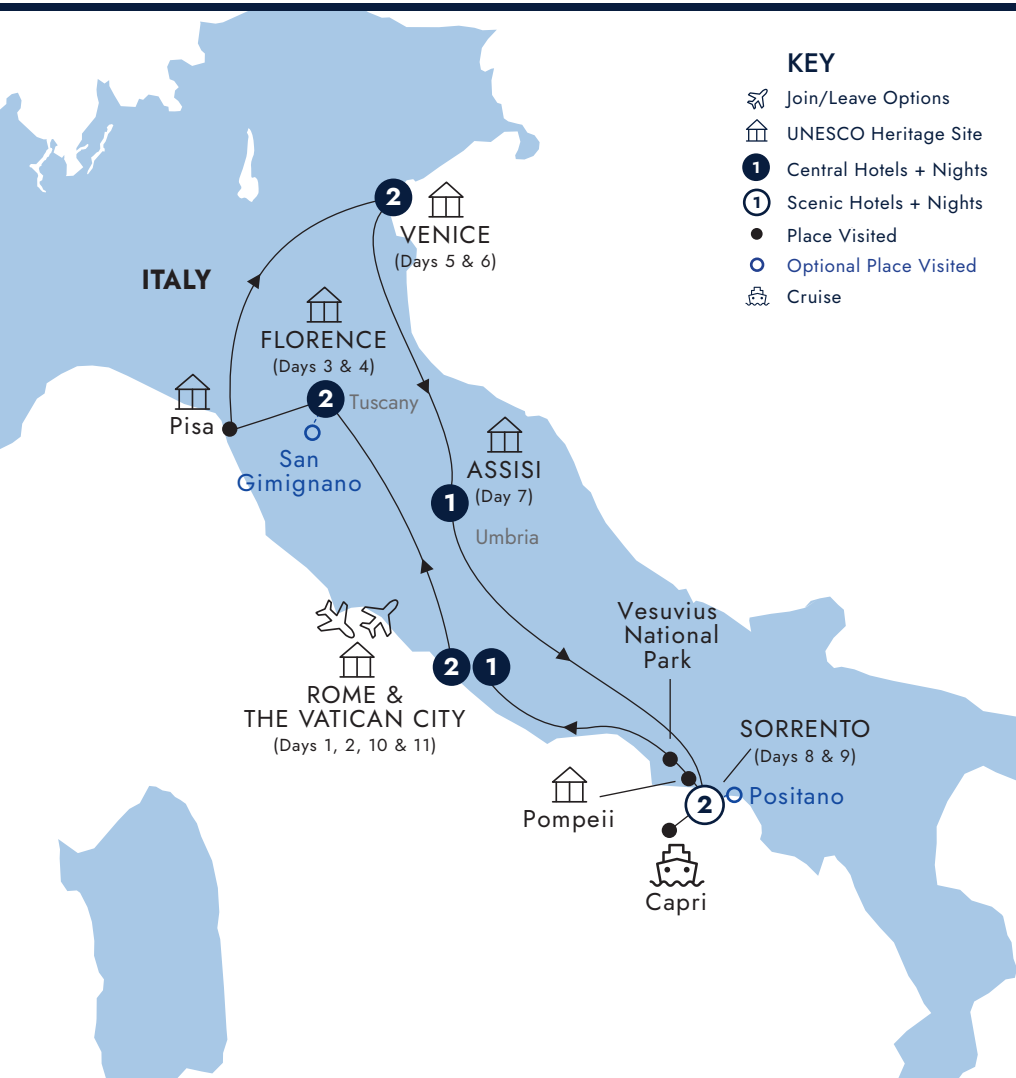 KEY
Join/Leave Options
UNESCO Heritage Site
1
Central Hotels + Nights
1
Scenic Hotels + Nights
Place Visited
Optional Place Visited
Cruise
2
VENICE
(Days 5 & 6)
ITALY
FLORENCE
(Days 3 & 4)
2
Tuscany
Pisa
San
Gimignano
ASSISI
(Day 7)
1
Umbria
Vesuvius
National
Park
2
1
ROME &
THE VATICAN CITY
(Days 1, 2, 10 & 11)
SORRENTO
(Days 8 & 9)
2
Positano
Pompeii
Capri